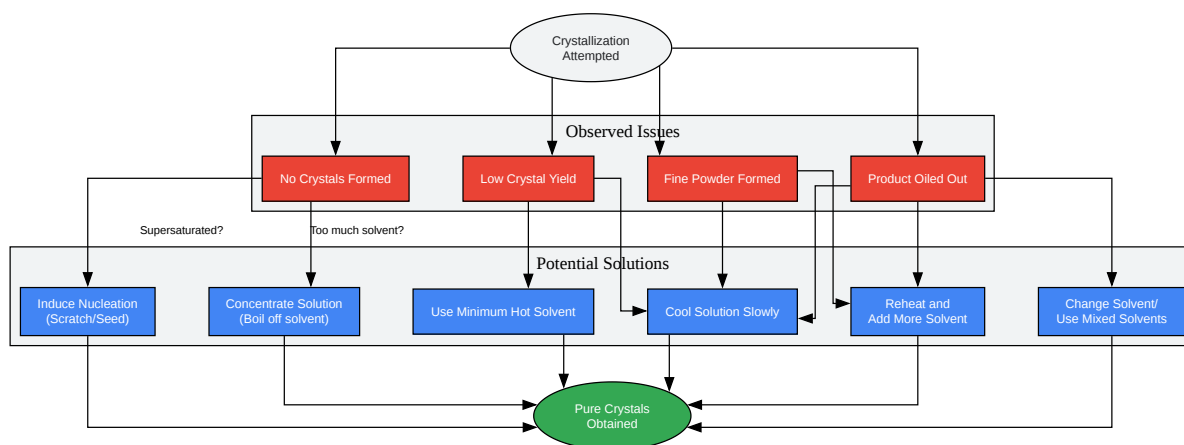 Crystallization
Attempted
Observed Issues
No Crystals Formed
Low Crystal Yield
Fine Powder Formed
Product Oiled Out
Supersaturated?
Too much solvent?
Potential Solutions
Induce Nucleation
(Scratch/Seed)
Concentrate Solution
(Boil off solvent)
Use Minimum Hot Solvent
Cool Solution Slowly
Reheat and
Add More Solvent
Change Solvent/
Use Mixed Solvents
Pure Crystals
Obtained